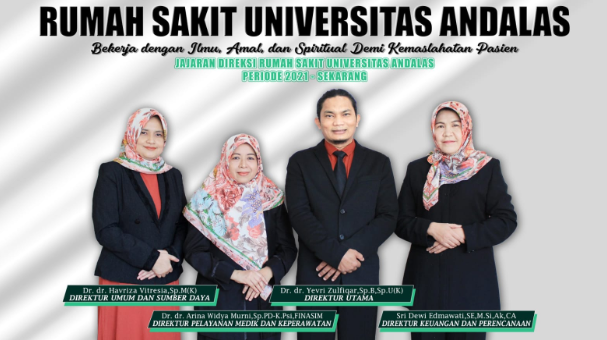 RUMAH SAKIT UNIVERSITAS ANDALAS
Bekerja dengan Ilmu, Amal, dan Spiritual Demi Kemaslahatan Pasien
JAJARAN DIREKSI RUMAH SAKIT UNIVERSITAS ANDALAS
PERIODE 2021 - SEKARANG
Dr. dr. Havriza Vitresia,Sp.M(K)
DIREKTUR UMUM DAN SUMBER DAYA
Dr. dr. Yevri Zulfiqar,Sp.B,Sp.U(K)
DIREKTUR UTAMA
Dr. dr. Arina Widya Murni,Sp.PD-K.Psi,FINASIM
DIREKTUR PELAYANAN MEDIK DAN KEPERAWATAN
Sri Dewi Edmawati,SE,M.Si,Ak,CA
DIREKTUR KEUANGAN DAN PERENCANAAN